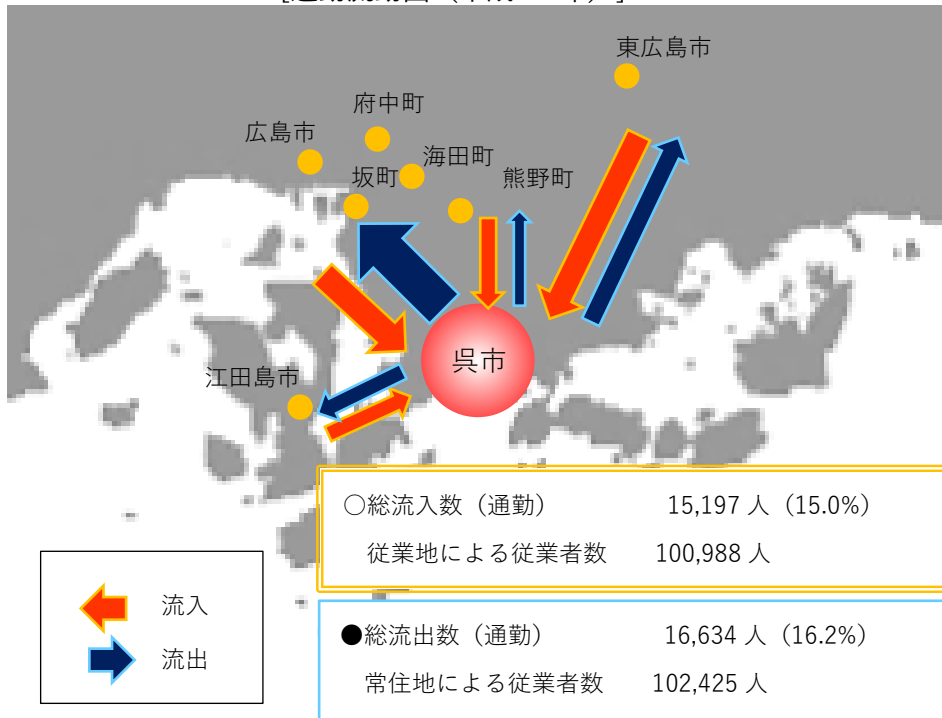 東広島市
府中町
広島市
海田町
坂町
熊野町
呉市
江田島市
○総流入数（通勤） 15,197 人（15.0%）
従業地による従業者数 100,988 人
流入
流出
●総流出数（通勤） 16,634 人（16.2%）
常住地による従業者数 102,425 人